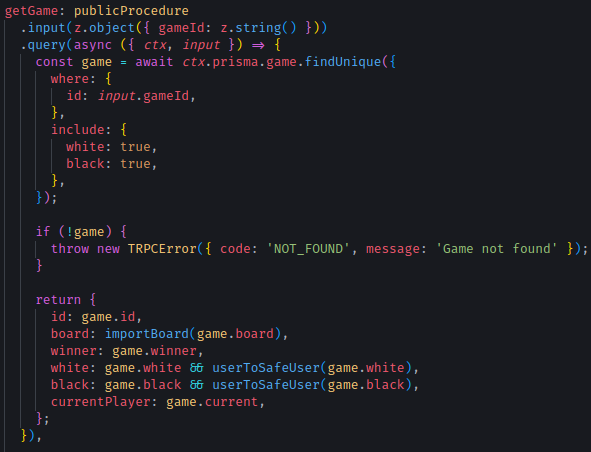 getGame: publicProcedure
  .input(z.object({ gameId: z.string() }))
  .query(async ({ ctx, input }) => {
    const game = await ctx.prisma.game.findUnique({
      where: {
        id: input.gameId,
      },
      include: {
        white: true,
        black: true,
      },
    });

    if (!game) {
      throw new TRPCError({ code: 'NOT_FOUND', message: 'Game not found' });
    }

    return {
      id: game.id,
      board: importBoard(game.board),
      winner: game.winner,
      white: game.white && userToSafeUser(game.white),
      black: game.black && userToSafeUser(game.black),
      currentPlayer: game.current,
    };
  }),